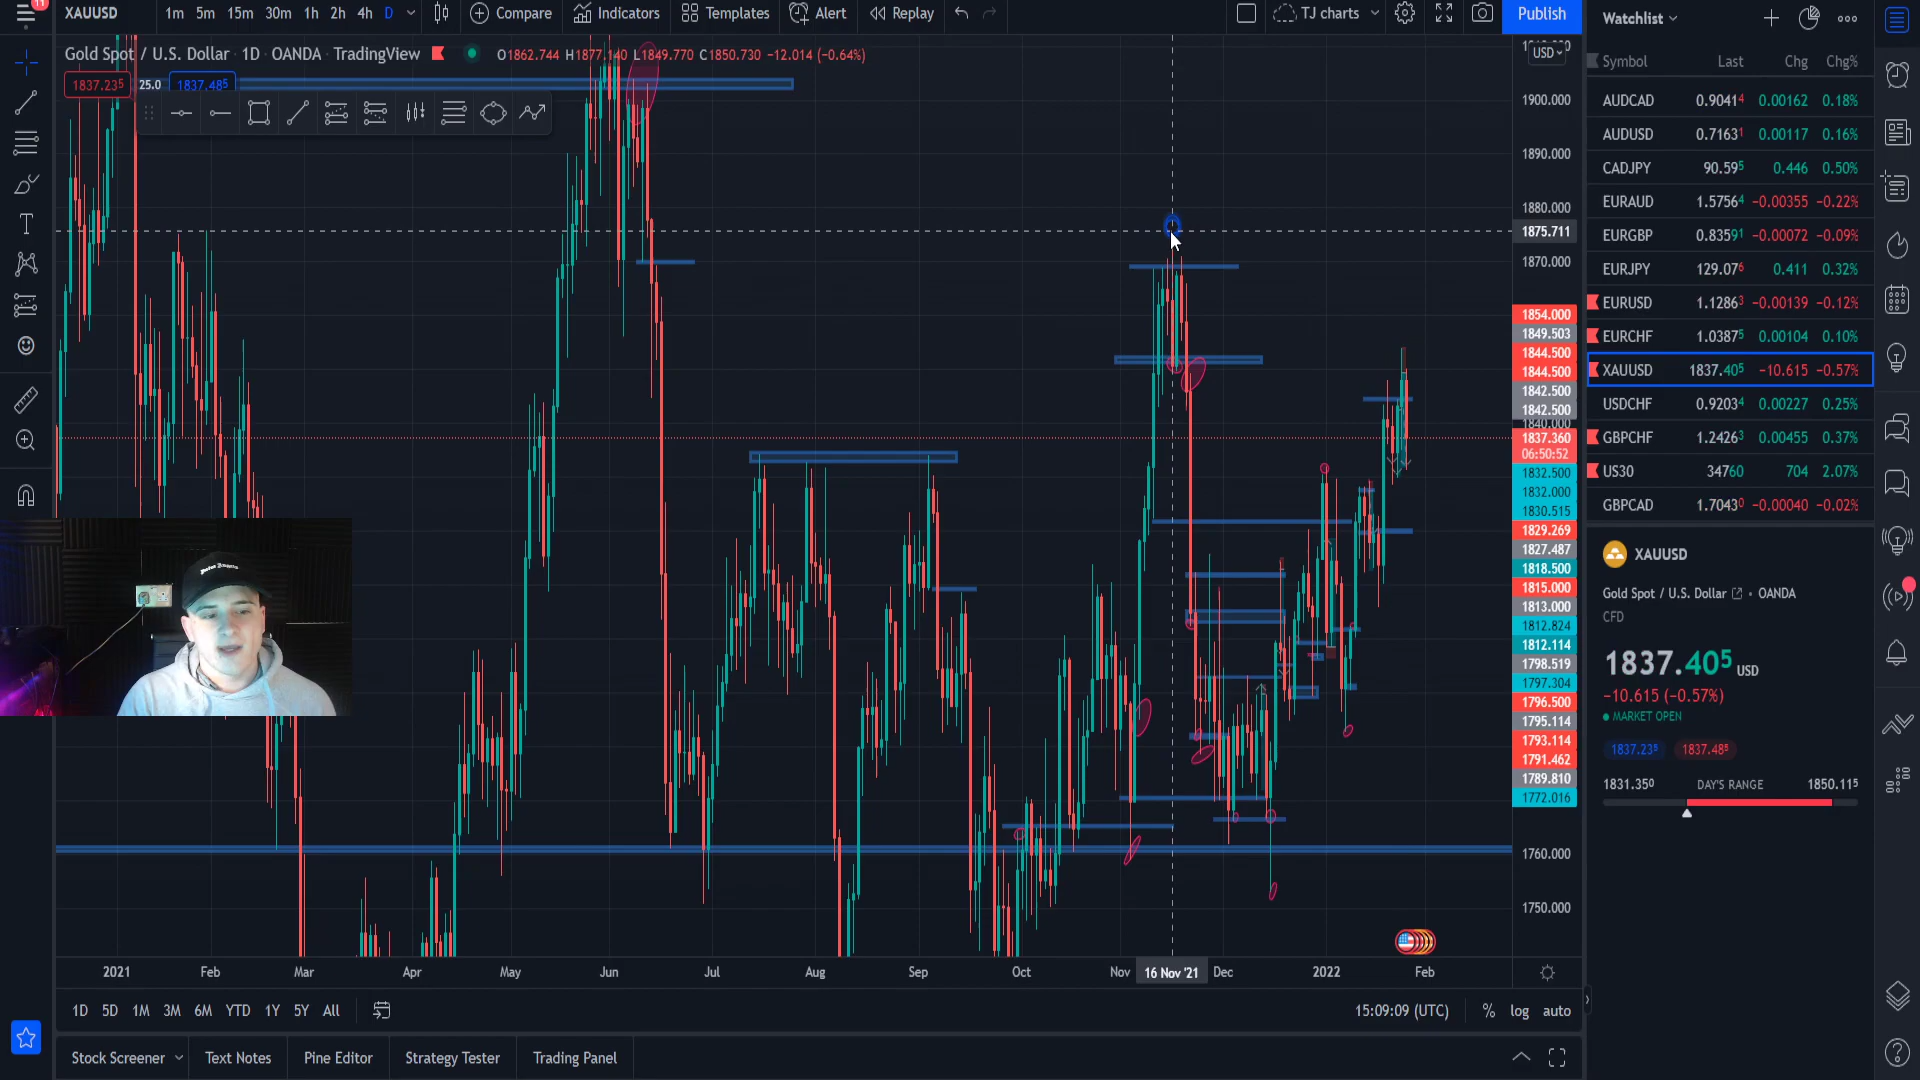 11
XAUUSD 1m 5m 15m 30m 1h 2h 4h D Compare Indicators Templates Alert Replay TJ charts Publish
Gold Spot / U.S. Dollar · 1D · OANDA · TradingView O1862.744 H1877.140 L1849.770 C1850.730 −12.014 (−0.64%)
1837.235 25.0 1837.485
USD
1900.000
1890.000
1880.000
1875.711
1870.000
1854.000
1849.503
1844.500
1844.500
1842.500
1842.500
1840.000
1837.360
06:50:52
1832.500
1832.000
1830.515
1829.269
1827.487
1818.500
1815.000
1813.000
1812.824
1812.114
1798.519
1797.304
1796.500
1795.114
1793.114
1791.462
1789.810
1772.016
1760.000
1750.000
2021 Feb Mar Apr May Jun Jul Aug Sep Oct Nov 16 Nov '21 Dec 2022 Feb
1D 5D 1M 3M 6M YTD 1Y 5Y All 15:09:09 (UTC) % log auto
Stock Screener Text Notes Pine Editor Strategy Tester Trading Panel
Watchlist
Symbol Last Chg Chg%
AUDCAD 0.90414 0.00162 0.18%
AUDUSD 0.71631 0.00117 0.16%
CADJPY 90.595 0.446 0.50%
EURAUD 1.57564 −0.00355 −0.22%
EURGBP 0.83591 −0.00072 −0.09%
EURJPY 129.076 0.411 0.32%
EURUSD 1.12863 −0.00139 −0.12%
EURCHF 1.03875 0.00104 0.10%
XAUUSD 1837.405 −10.615 −0.57%
USDCHF 0.92034 0.00227 0.25%
GBPCHF 1.24263 0.00455 0.37%
US30 34760 704 2.07%
GBPCAD 1.70430 −0.00040 −0.02%
XAUUSD
Gold Spot / U.S. Dollar • OANDA
CFD
1837.405 USD
−10.615 (−0.57%)
MARKET OPEN
1837.235 1837.485
1831.350 DAY'S RANGE 1850.115